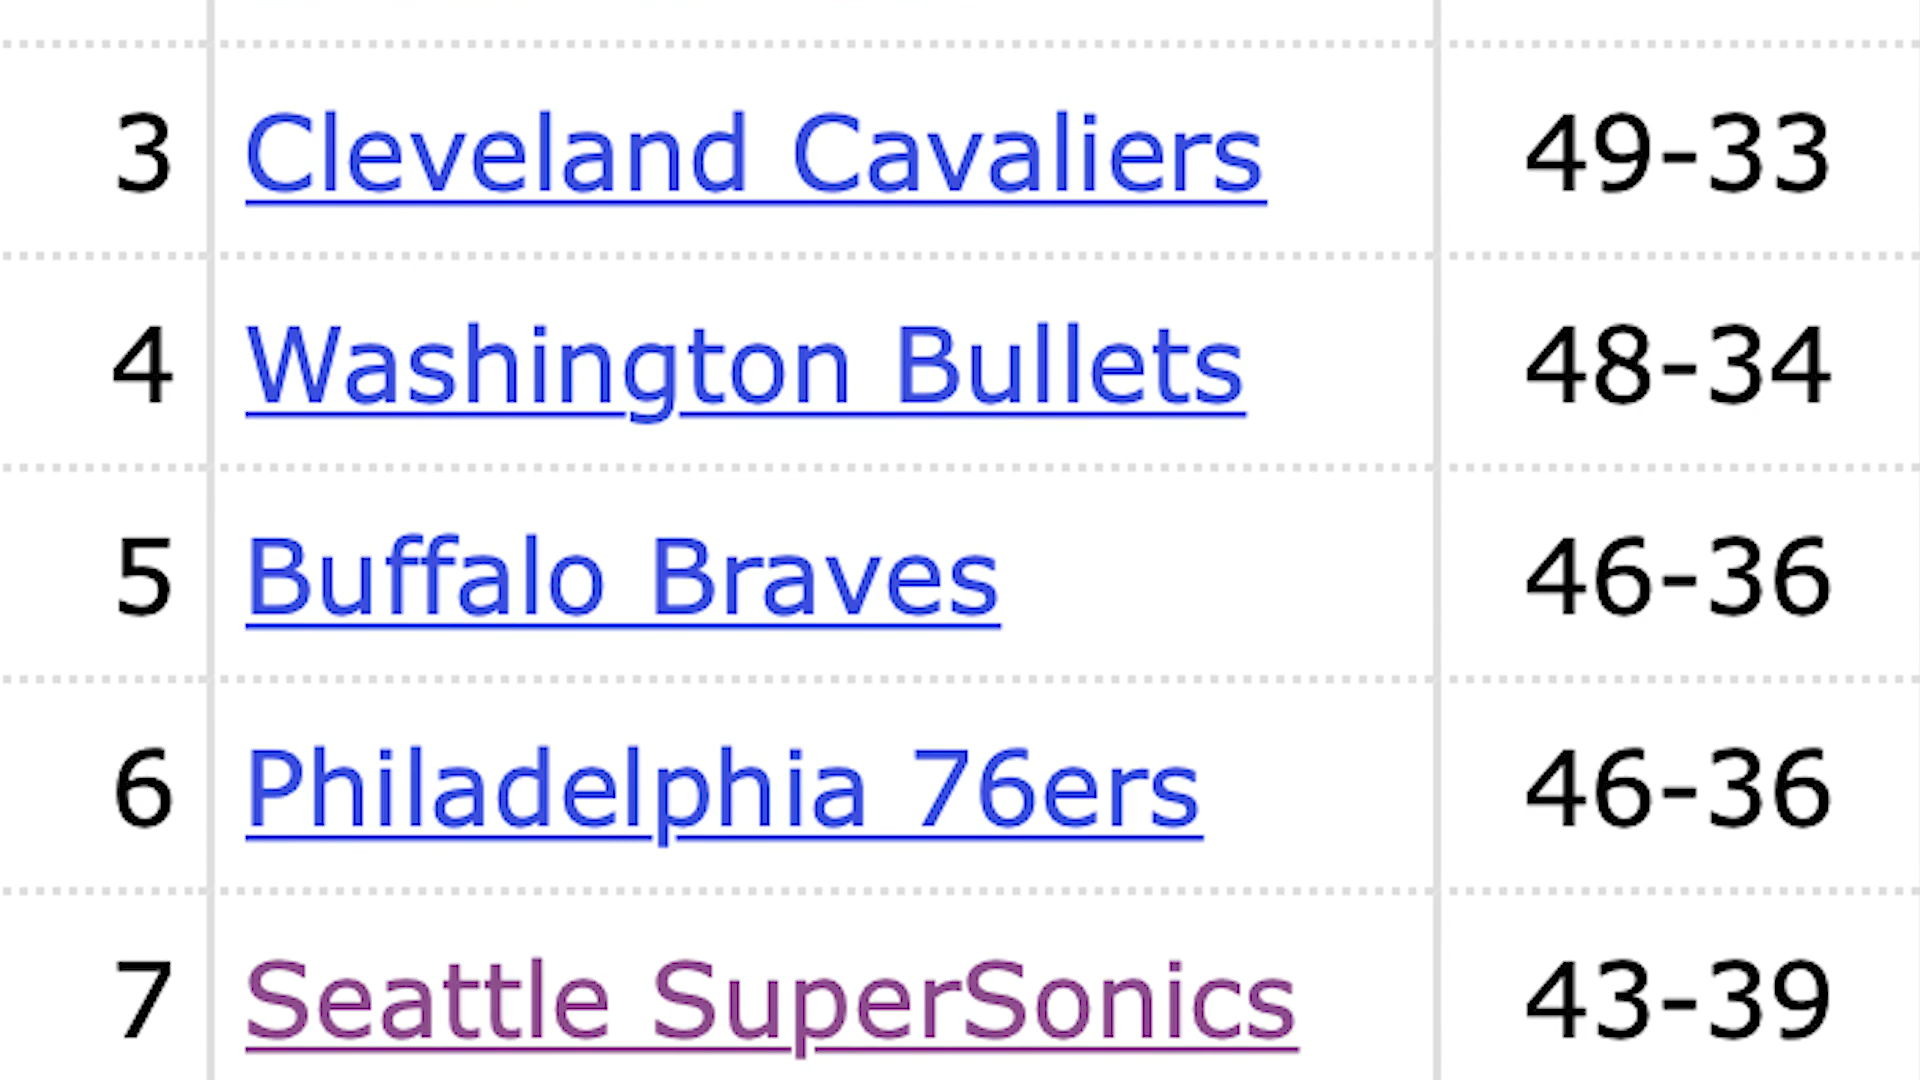 3 Cleveland Cavaliers 49-33
4 Washington Bullets 48-34
5 Buffalo Braves 46-36
6 Philadelphia 76ers 46-36
7 Seattle SuperSonics 43-39